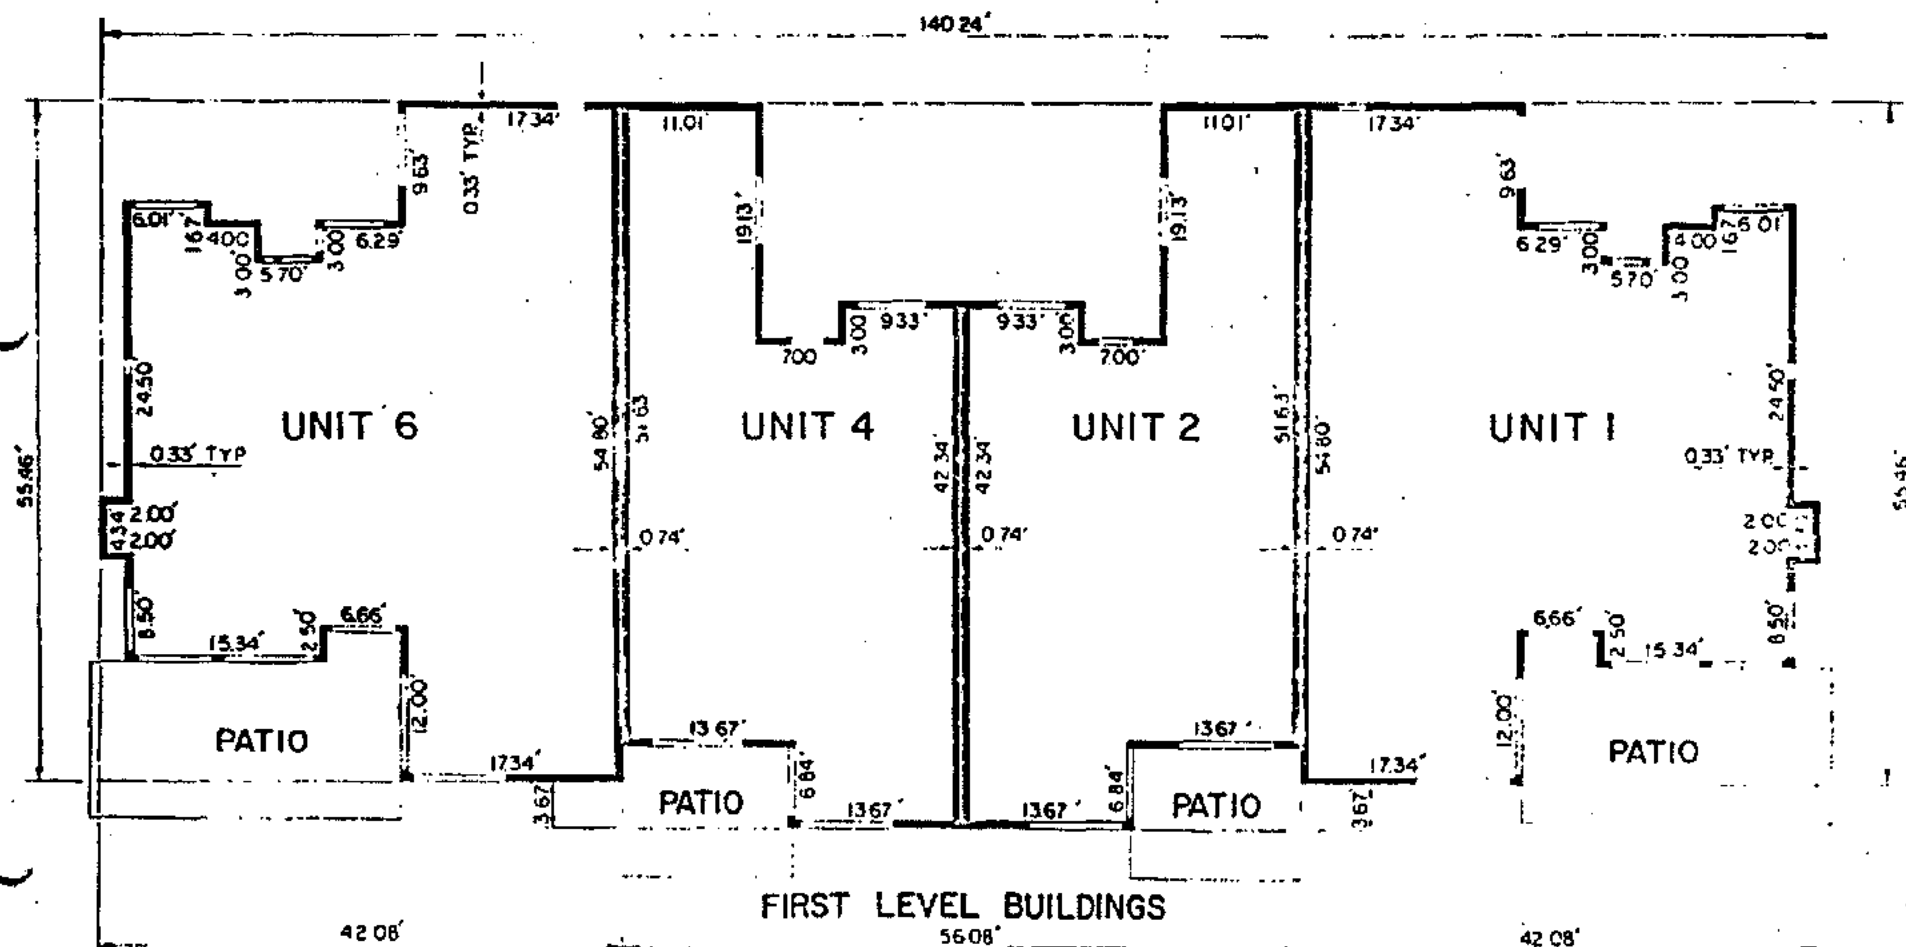 140.24'
17.34' 11.01' 11.01' 17.34'
0.33' TYP.
9.63' 9.63'
6.01' 1.67 4.00 3.00' 5.70' 3.00' 6.29'
19.13' 19.13'
6.29' 3.00' 5.70' 3.00 4.00 1.67 6.01'
7.00 3.00 9.33' 9.33' 3.00' 7.00'
24.50' 24.50'
UNIT 6 UNIT 4 UNIT 2 UNIT 1
55.46' 54.80' 51.63 42.34' 42.34' 51.63' 54.80' 55.46'
0.33' TYP. 0.33' TYP.
4.34' 2.00' 2.00'
0.74' 0.74' 0.74'
2.00' 2.00'
8.50' 15.34' 2.50' 6.66'
6.66' 2.50' 15.34' 8.50'
12.00' 12.00'
13.67' 13.67'
PATIO PATIO
17.34' 17.34'
3.67' PATIO 6.84' 13.67' 13.67' 6.84' PATIO 3.67'
FIRST LEVEL BUILDINGS
42.08' 56.08' 42.08'